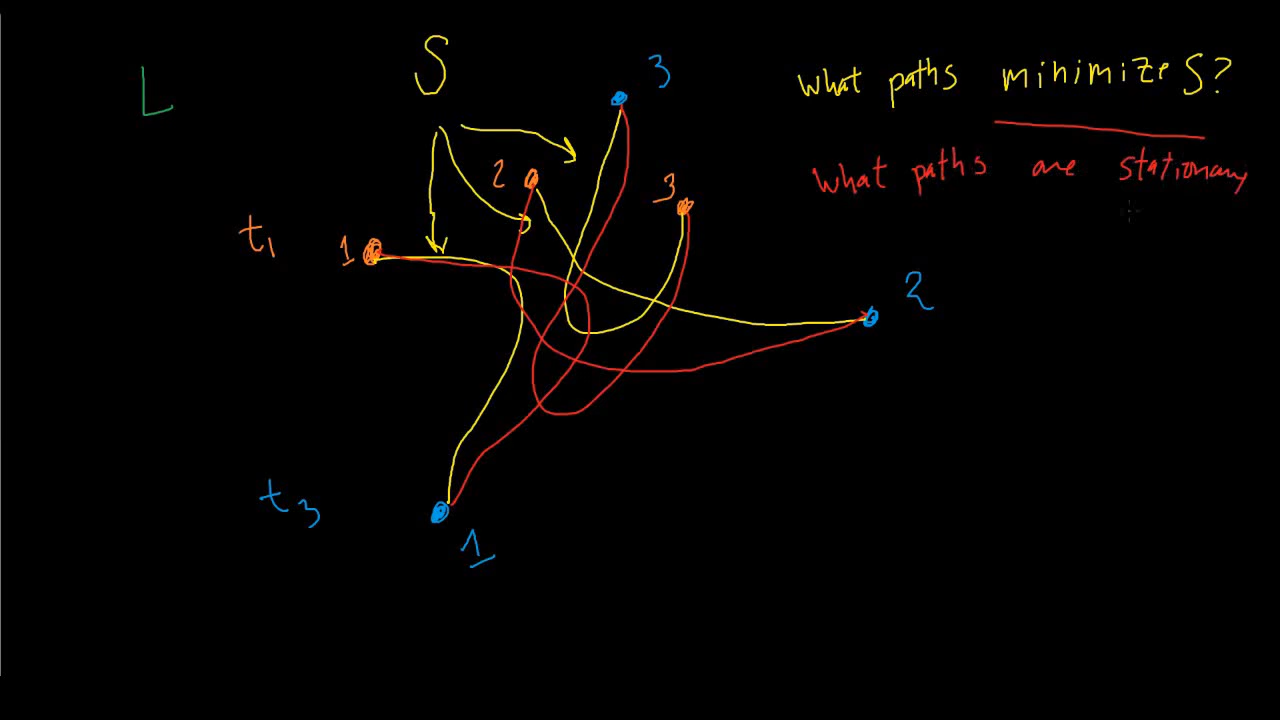 L
S
3
What paths minimize S?
2
3
What paths are stationary
t1
1
2
t3
1